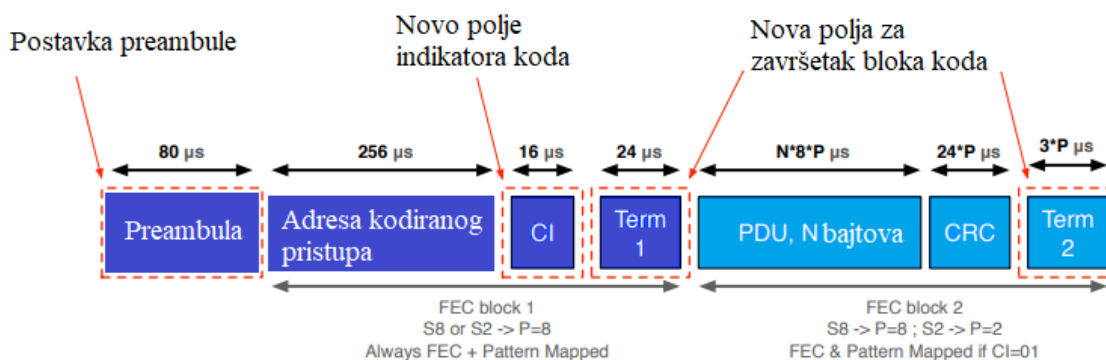 Postavka preambule
Novo polje
indikatora koda
Nova polja za
završetak bloka koda
80 µs
256 µs
16 µs
24 µs
N*8*P µs
24*P µs
3*P µs
Preambula
Adresa kodiranog
pristupa
CI
Term
1
PDU, N bajtova
CRC
Term
2
FEC block 1
S8 or S2 -> P=8
Always FEC + Pattern Mapped
FEC block 2
S8 -> P=8 ; S2 -> P=2
FEC & Pattern Mapped if CI=01